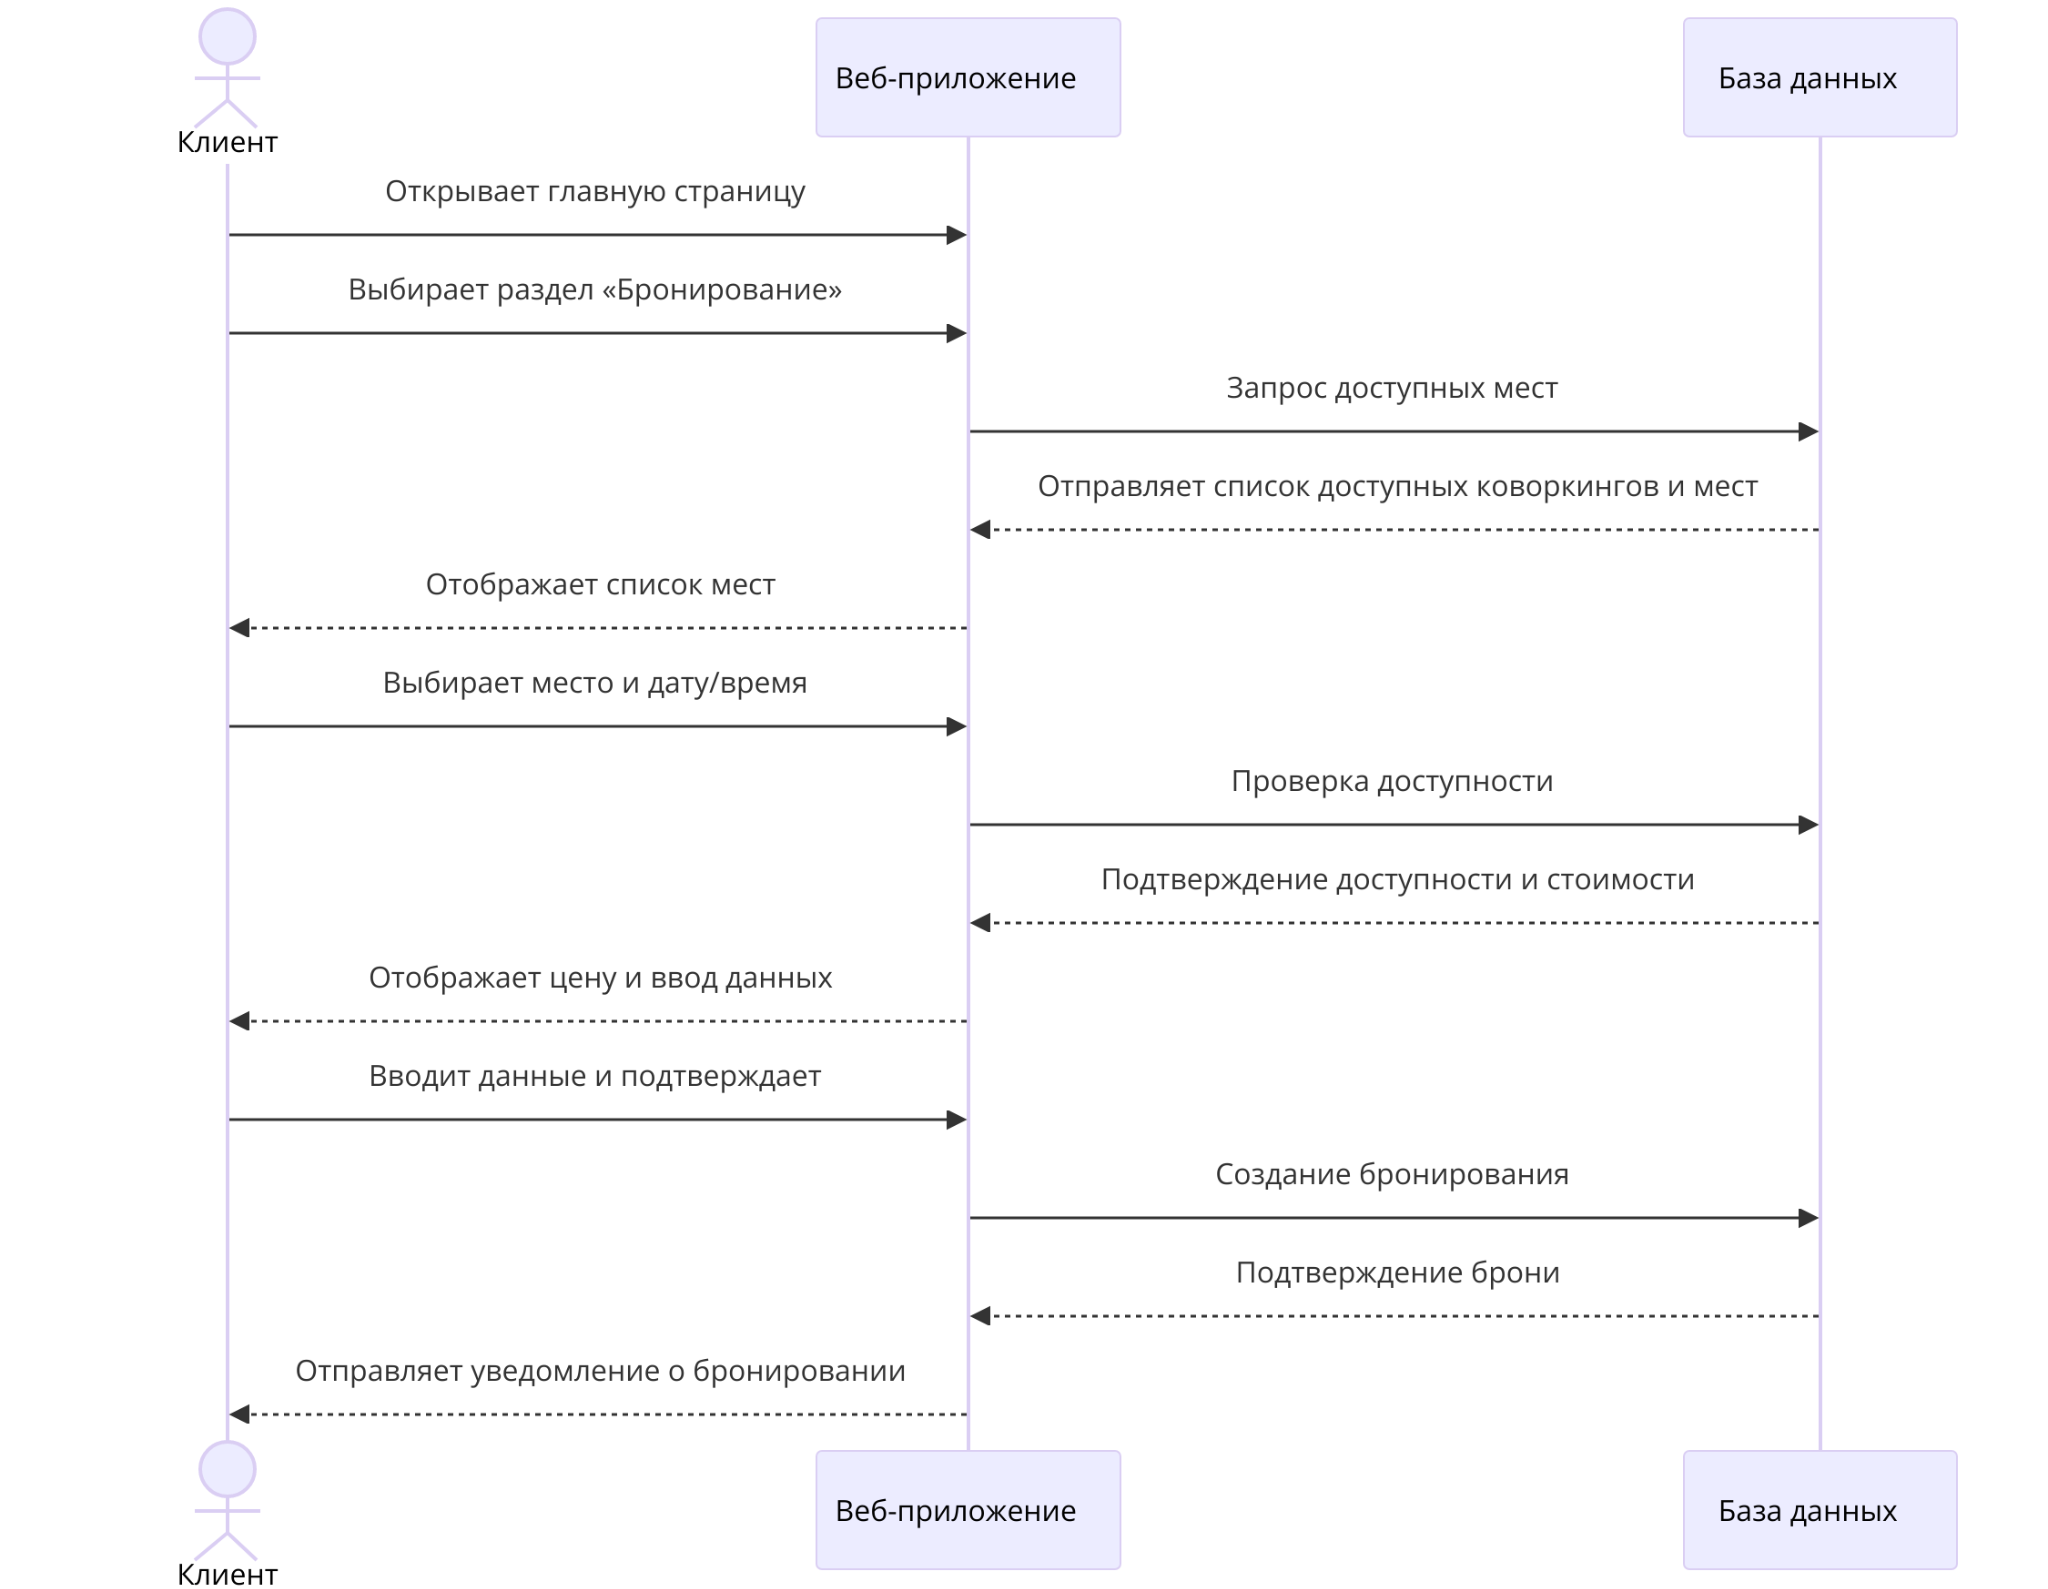 Клиент
Веб-приложение
База данных
Открывает главную страницу
Выбирает раздел «Бронирование»
Запрос доступных мест
Отправляет список доступных коворкингов и мест
Отображает список мест
Выбирает место и дату/время
Проверка доступности
Подтверждение доступности и стоимости
Отображает цену и ввод данных
Вводит данные и подтверждает
Создание бронирования
Подтверждение брони
Отправляет уведомление о бронировании
Клиент
Веб-приложение
База данных